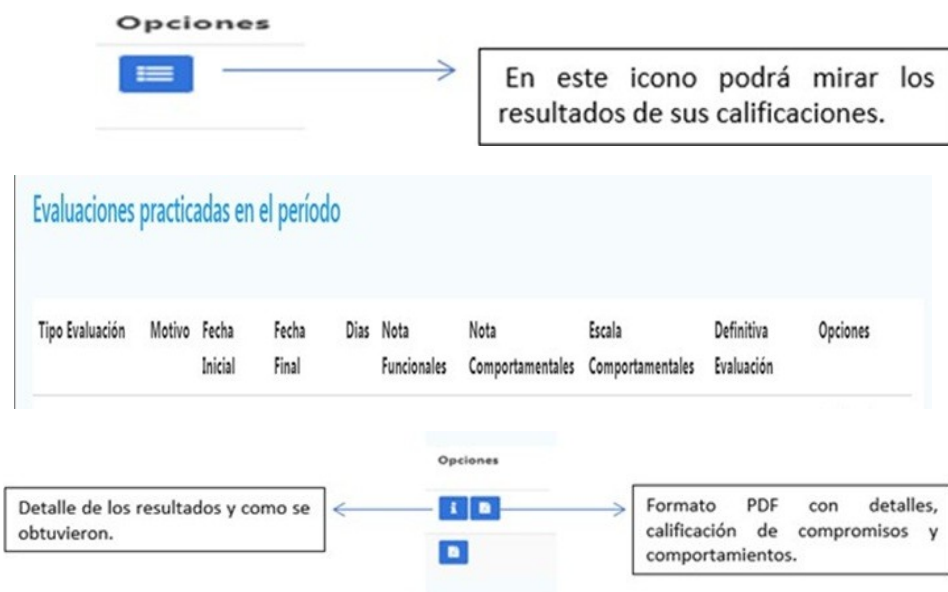 Opciones
En este icono podrá mirar los
resultados de sus calificaciones.
Evaluaciones practicadas en el período
Tipo Evaluación Motivo Fecha Inicial Fecha Final Dias Nota Funcionales Nota Comportamentales Escala Comportamentales Definitiva Evaluación Opciones
Opciones
Detalle de los resultados y como se
obtuvieron.
Formato PDF con detalles,
calificación de compromisos y
comportamientos.